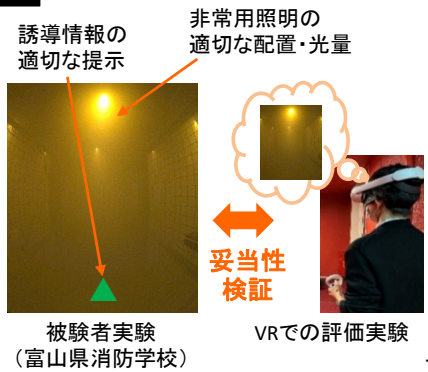 誘導情報の
適切な提示
非常用照明の
適切な配置・光量
妥当性
検証
被験者実験
（富山県消防学校）
VRでの評価実験